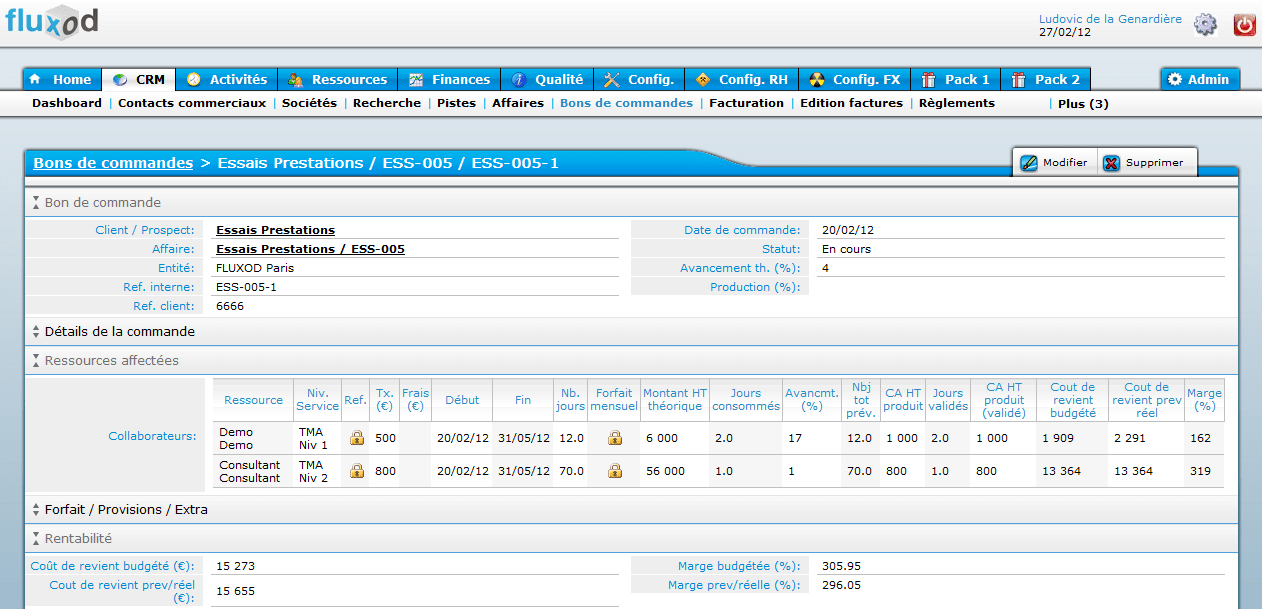 fluxod
Ludovic de la Genardière
27/02/12
Home CRM Activités Ressources Finances Qualité Config. Config. RH Config. FX Pack 1 Pack 2 Admin
Dashboard | Contacts commerciaux | Sociétés | Recherche | Pistes | Affaires | Bons de commandes | Facturation | Edition factures | Règlements | Plus (3)
Bons de commandes > Essais Prestations / ESS-005 / ESS-005-1 Modifier Supprimer
Bon de commande
Client / Prospect: Essais Prestations Date de commande: 20/02/12
Affaire: Essais Prestations / ESS-005 Statut: En cours
Entité: FLUXOD Paris Avancement th. (%): 4
Ref. interne: ESS-005-1 Production (%):
Ref. client: 6666
Détails de la commande
Ressources affectées
Collaborateurs:
Ressource Niv. Service Ref. Tx. (€) Frais (€) Début Fin Nb. jours Forfait mensuel Montant HT théorique Jours consommés Avancmt. (%) Nbj tot prév. CA HT produit Jours validés CA HT produit (validé) Cout de revient budgété Cout de revient prev réel Marge (%)
Demo Demo TMA Niv 1 500 20/02/12 31/05/12 12.0 6 000 2.0 17 12.0 1 000 2.0 1 000 1 909 2 291 162
Consultant Consultant TMA Niv 2 800 20/02/12 31/05/12 70.0 56 000 1.0 1 70.0 800 1.0 800 13 364 13 364 319
Forfait / Provisions / Extra
Rentabilité
Coût de revient budgété (€): 15 273 Marge budgétée (%): 305.95
Cout de revient prev/réel (€): 15 655 Marge prev/réelle (%): 296.05